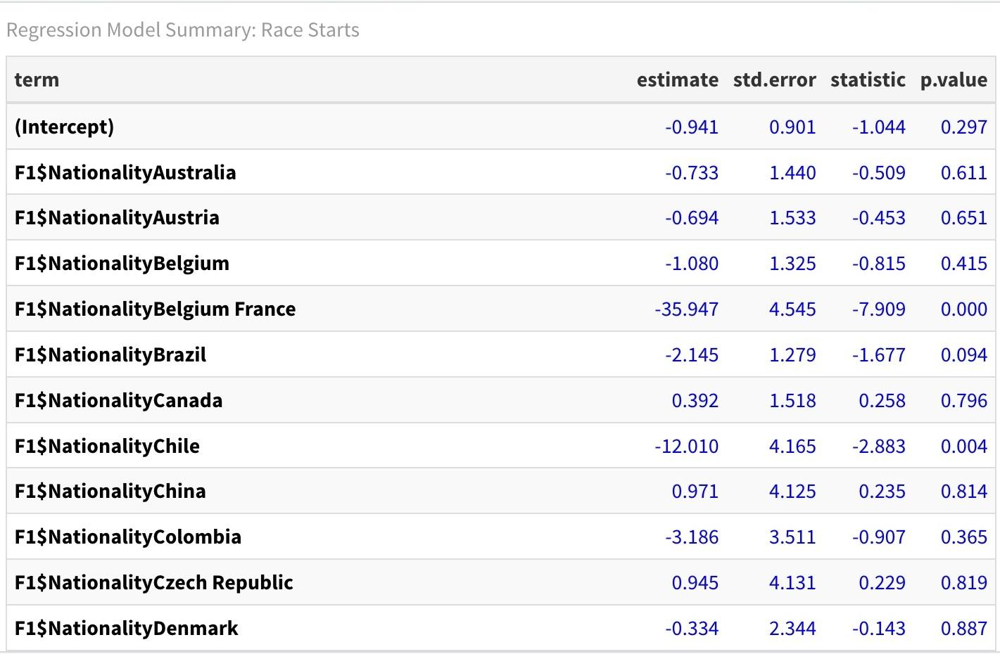 Regression Model Summary: Race Starts
term estimate std.error statistic p.value
(Intercept) -0.941 0.901 -1.044 0.297
F1$NationalityAustralia -0.733 1.440 -0.509 0.611
F1$NationalityAustria -0.694 1.533 -0.453 0.651
F1$NationalityBelgium -1.080 1.325 -0.815 0.415
F1$NationalityBelgium France -35.947 4.545 -7.909 0.000
F1$NationalityBrazil -2.145 1.279 -1.677 0.094
F1$NationalityCanada 0.392 1.518 0.258 0.796
F1$NationalityChile -12.010 4.165 -2.883 0.004
F1$NationalityChina 0.971 4.125 0.235 0.814
F1$NationalityColombia -3.186 3.511 -0.907 0.365
F1$NationalityCzech Republic 0.945 4.131 0.229 0.819
F1$NationalityDenmark -0.334 2.344 -0.143 0.887